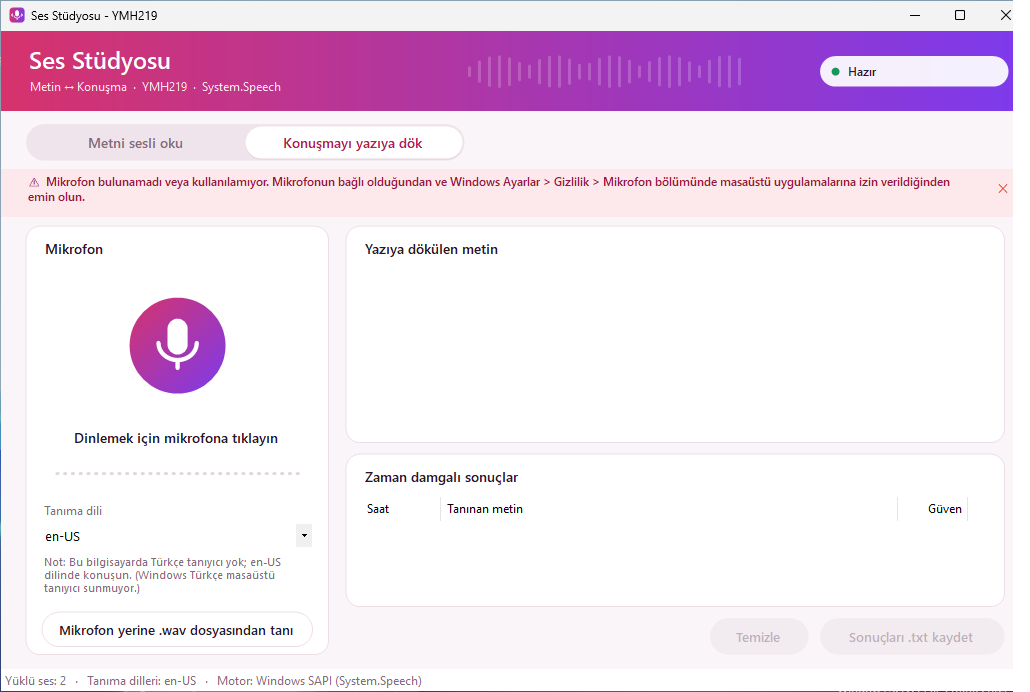 Ses Stüdyosu - YMH219
Ses Stüdyosu
Metin ↔ Konuşma · YMH219 · System.Speech
Hazır
Metni sesli oku
Konuşmayı yazıya dök
⚠ Mikrofon bulunamadı veya kullanılamıyor. Mikrofonun bağlı olduğundan ve Windows Ayarlar > Gizlilik > Mikrofon bölümünde masaüstü uygulamalarına izin verildiğinden
emin olun.
Mikrofon
Dinlemek için mikrofona tıklayın
Tanıma dili
en-US
Not: Bu bilgisayarda Türkçe tanıyıcı yok; en-US
dilinde konuşun. (Windows Türkçe masaüstü
tanıyıcı sunmuyor.)
Mikrofon yerine .wav dosyasından tanı
Yazıya dökülen metin
Zaman damgalı sonuçlar
Saat Tanınan metin Güven
Temizle
Sonuçları .txt kaydet
Yüklü ses: 2 · Tanıma dilleri: en-US · Motor: Windows SAPI (System.Speech)